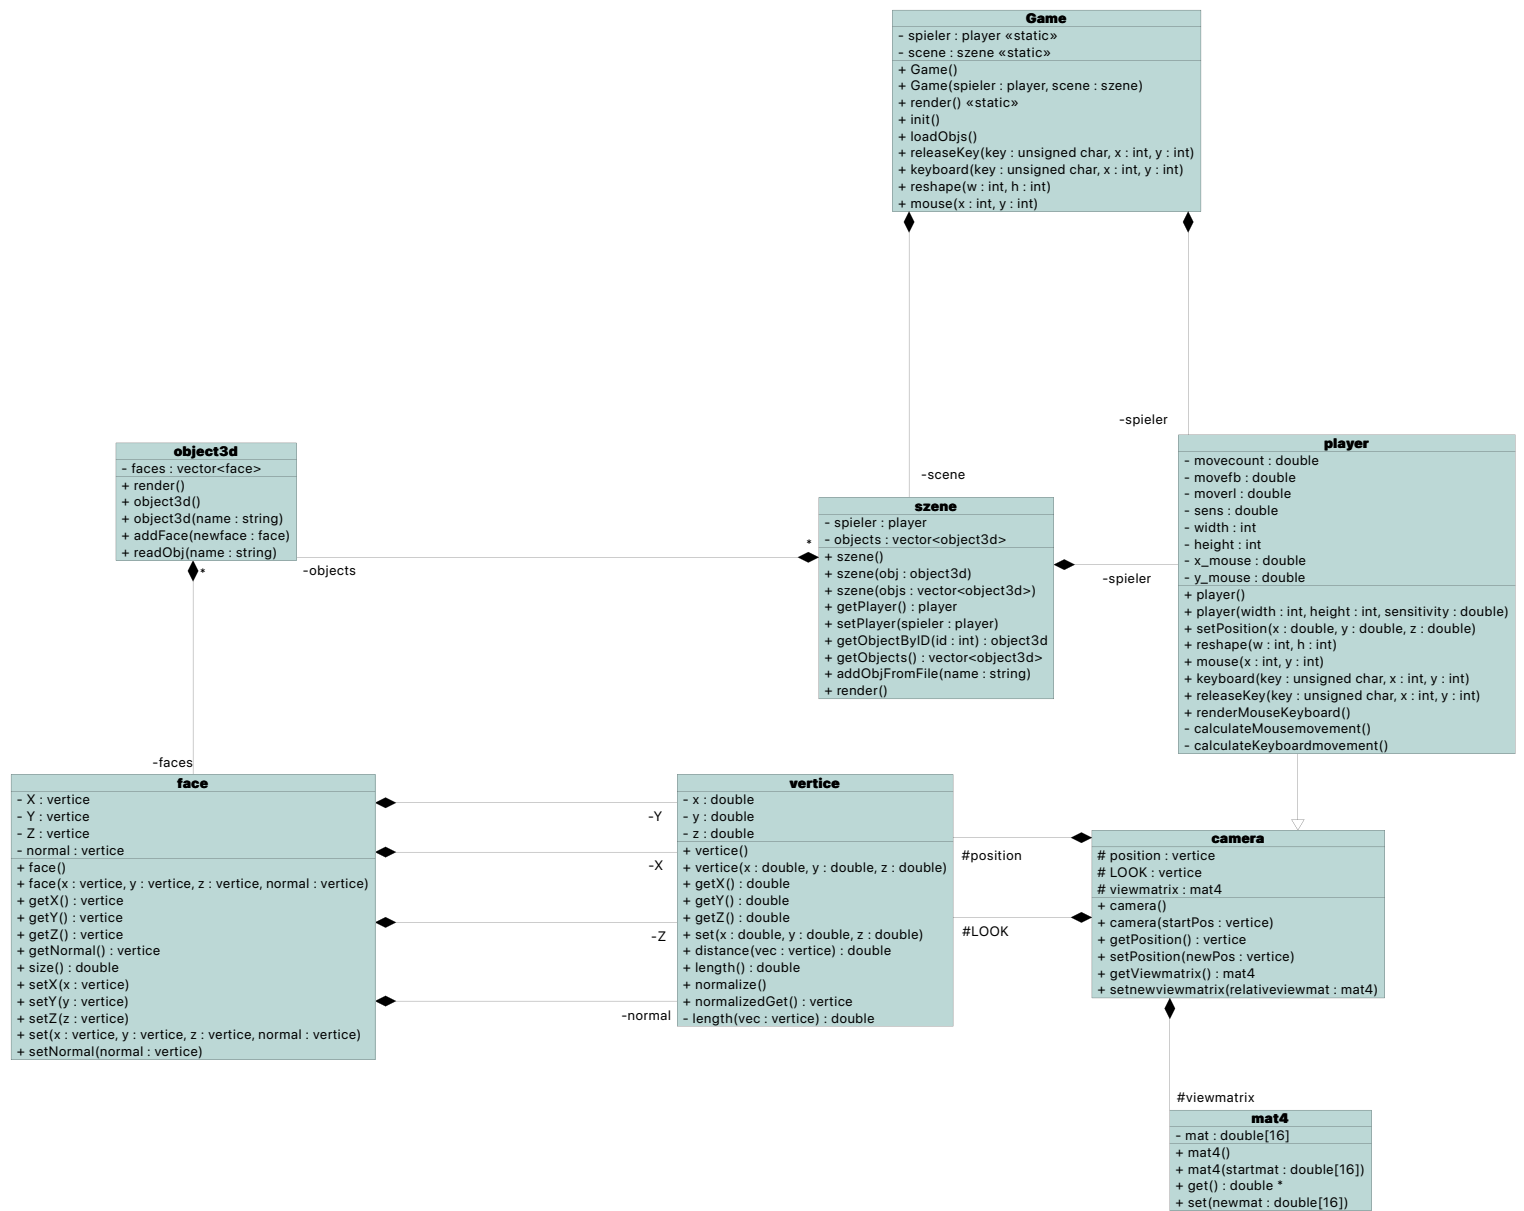 Game
- spieler : player «static»
- scene : szene «static»
+ Game()
+ Game(spieler : player, scene : szene)
+ render() «static»
+ init()
+ loadObjs()
+ releaseKey(key : unsigned char, x : int, y : int)
+ keyboard(key : unsigned char, x : int, y : int)
+ reshape(w : int, h : int)
+ mouse(x : int, y : int)
-spieler
-scene
object3d
- faces : vector<face>
+ render()
+ object3d()
+ object3d(name : string)
+ addFace(newface : face)
+ readObj(name : string)
*
-objects
*
-faces
szene
- spieler : player
- objects : vector<object3d>
+ szene()
+ szene(obj : object3d)
+ szene(objs : vector<object3d>)
+ getPlayer() : player
+ setPlayer(spieler : player)
+ getObjectByID(id : int) : object3d
+ getObjects() : vector<object3d>
+ addObjFromFile(name : string)
+ render()
-spieler
player
- movecount : double
- movefb : double
- moverl : double
- sens : double
- width : int
- height : int
- x_mouse : double
- y_mouse : double
+ player()
+ player(width : int, height : int, sensitivity : double)
+ setPosition(x : double, y : double, z : double)
+ reshape(w : int, h : int)
+ mouse(x : int, y : int)
+ keyboard(key : unsigned char, x : int, y : int)
+ releaseKey(key : unsigned char, x : int, y : int)
+ renderMouseKeyboard()
- calculateMousemovement()
- calculateKeyboardmovement()
face
- X : vertice
- Y : vertice
- Z : vertice
- normal : vertice
+ face()
+ face(x : vertice, y : vertice, z : vertice, normal : vertice)
+ getX() : vertice
+ getY() : vertice
+ getZ() : vertice
+ getNormal() : vertice
+ size() : double
+ setX(x : vertice)
+ setY(y : vertice)
+ setZ(z : vertice)
+ set(x : vertice, y : vertice, z : vertice, normal : vertice)
+ setNormal(normal : vertice)
-Y
-X
-Z
-normal
vertice
- x : double
- y : double
- z : double
+ vertice()
+ vertice(x : double, y : double, z : double)
+ getX() : double
+ getY() : double
+ getZ() : double
+ set(x : double, y : double, z : double)
+ distance(vec : vertice) : double
+ length() : double
+ normalize()
+ normalizedGet() : vertice
- length(vec : vertice) : double
#position
#LOOK
camera
# position : vertice
# LOOK : vertice
# viewmatrix : mat4
+ camera()
+ camera(startPos : vertice)
+ getPosition() : vertice
+ setPosition(newPos : vertice)
+ getViewmatrix() : mat4
+ setnewviewmatrix(relativeviewmat : mat4)
#viewmatrix
mat4
- mat : double[16]
+ mat4()
+ mat4(startmat : double[16])
+ get() : double *
+ set(newmat : double[16])